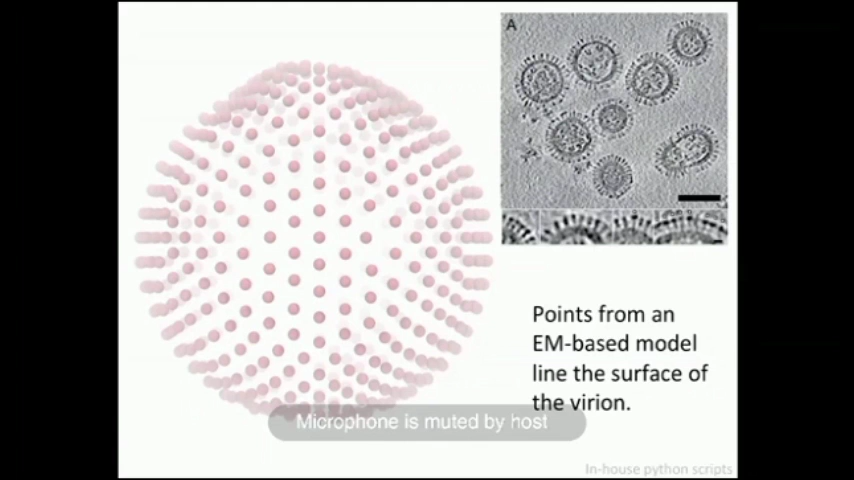 A
Points from an
EM-based model
line the surface of
the virion.
Microphone is muted by host
In-house python scripts